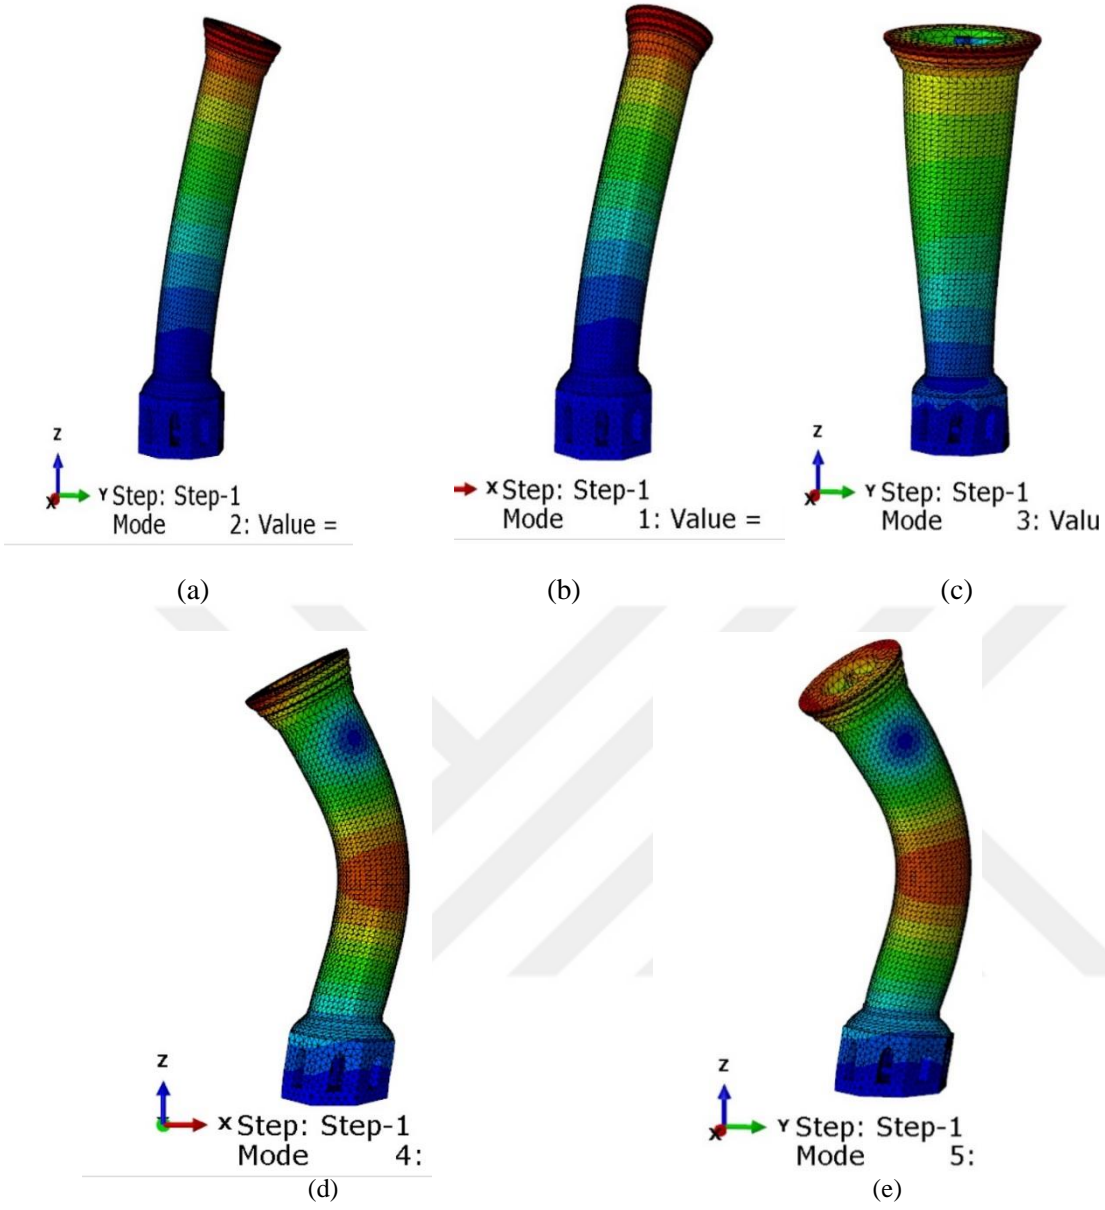 Z
X Y Step: Step-1
Mode 2: Value =
X Step: Step-1
Mode 1: Value =
Z
X Y Step: Step-1
Mode 3: Valu
(a)
(b)
(c)
Z
X Step: Step-1
Mode 4:
Z
X Y Step: Step-1
Mode 5:
(d)
(e)